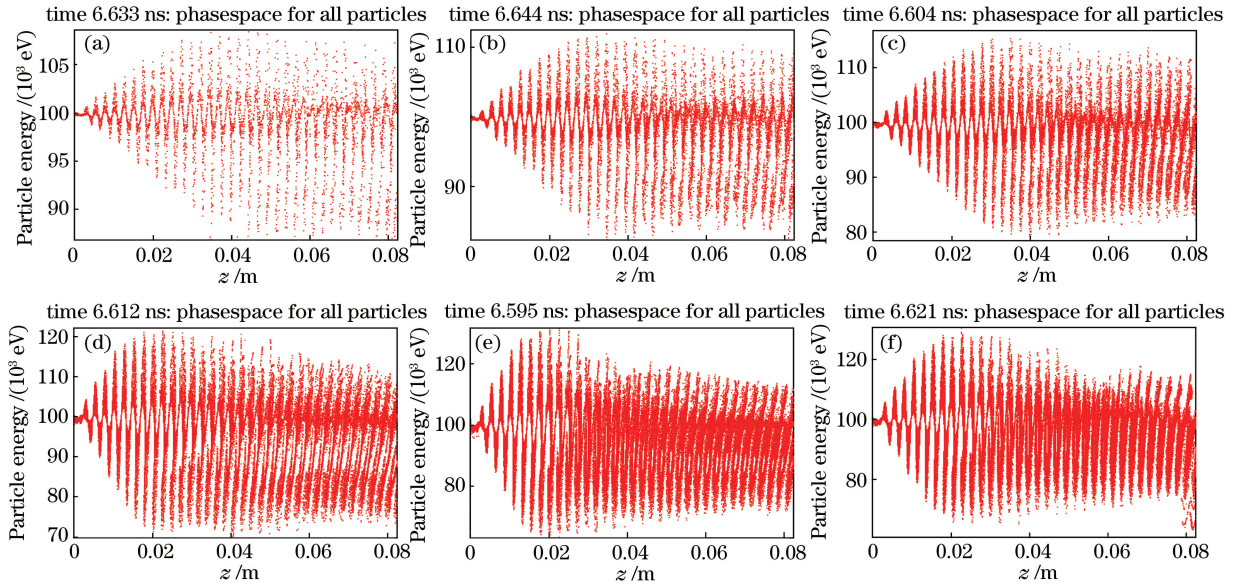 time 6.633 ns: phasespace for all particles
(a)
Particle energy /(10³ eV)
105
100
95
90
0
0.02
0.04
0.06
0.08
z /m
time 6.644 ns: phasespace for all particles
(b)
Particle energy /(10³ eV)
110
90
0
0.02
0.04
0.06
0.08
z /m
time 6.604 ns: phasespace for all particles
(c)
Particle energy /(10³ eV)
110
100
90
80
0
0.02
0.04
0.06
0.08
z /m
time 6.612 ns: phasespace for all particles
(d)
Particle energy /(10³ eV)
120
110
100
90
80
70
0
0.02
0.04
0.06
0.08
z /m
time 6.595 ns: phasespace for all particles
(e)
Particle energy /(10³ eV)
120
100
80
0
0.02
0.04
0.06
0.08
z /m
time 6.621 ns: phasespace for all particles
(f)
Particle energy /(10³ eV)
120
100
80
0
0.02
0.04
0.06
0.08
z /m